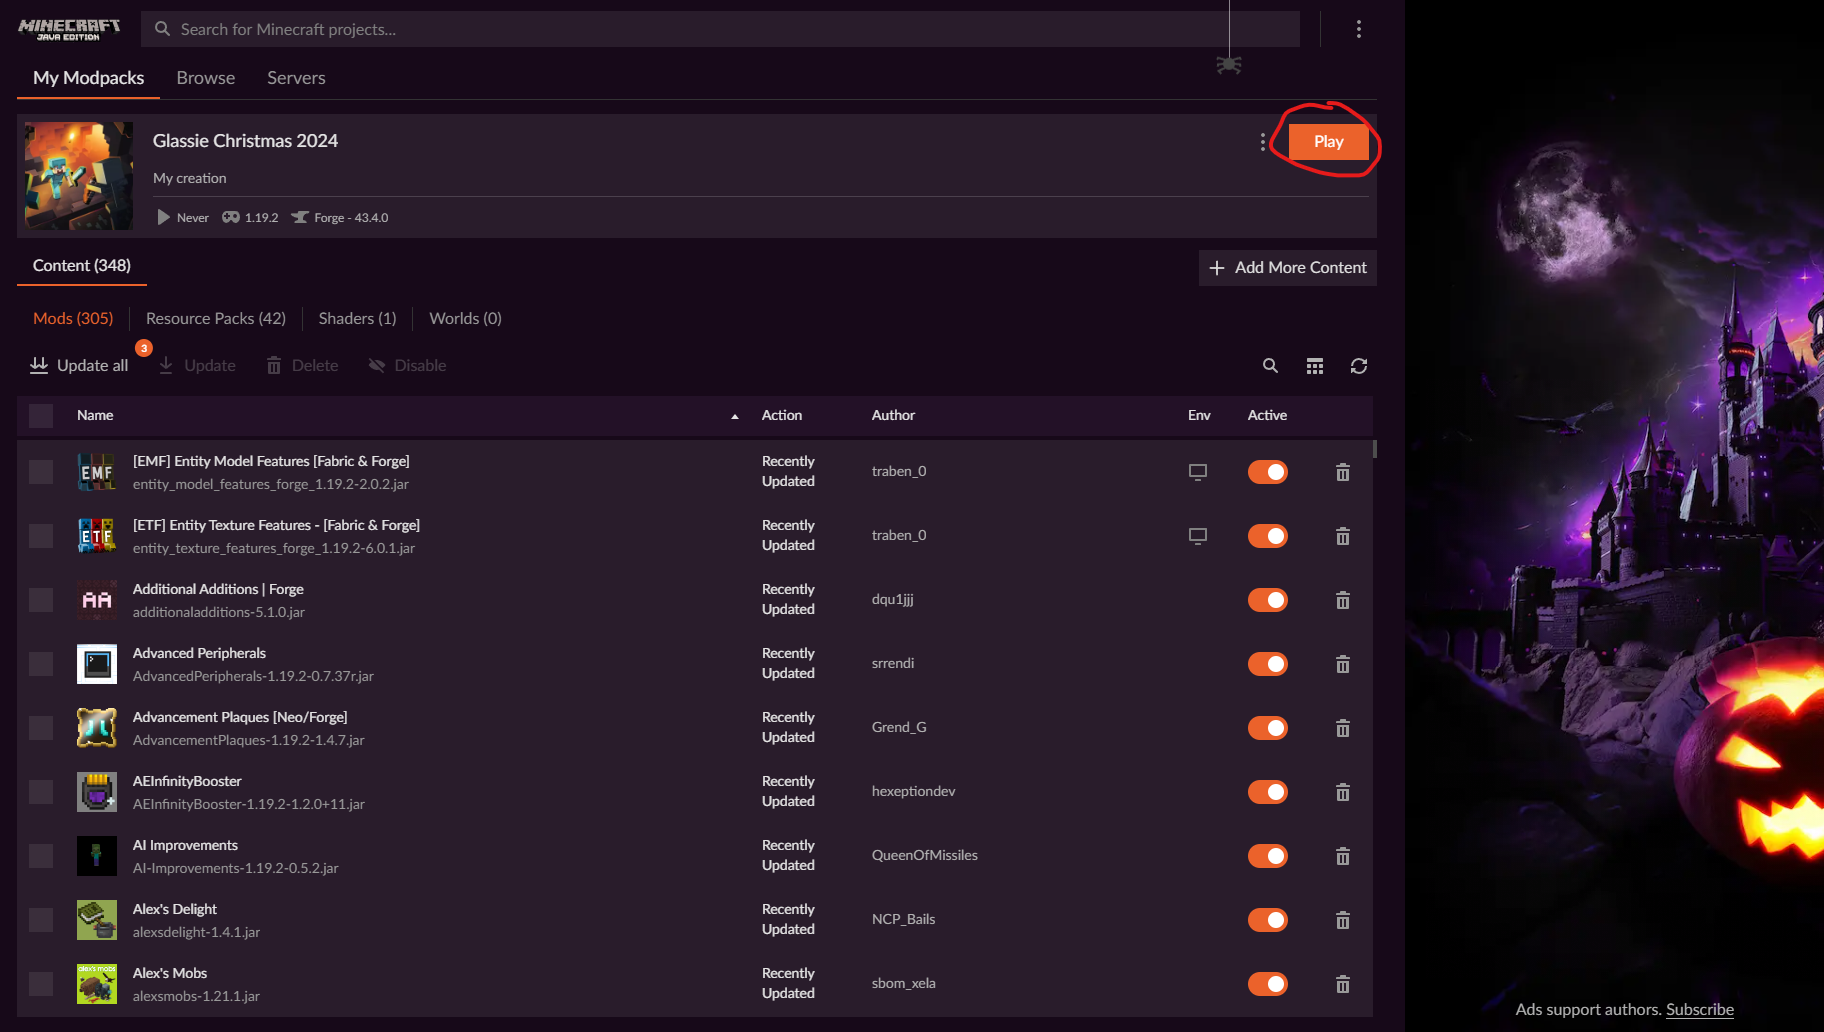 MINECRAFT
JAVA EDITION
Search for Minecraft projects...
My Modpacks
Browse
Servers
Glassie Christmas 2024
Play
My creation
Never
1.19.2
Forge - 43.4.0
Content (348)
Add More Content
Mods (305)
Resource Packs (42)
Shaders (1)
Worlds (0)
Update all
3
Update
Delete
Disable
Name
Action
Author
Env
Active
EMF
[EMF] Entity Model Features [Fabric & Forge]
entity_model_features_forge_1.19.2-2.0.2.jar
Recently
Updated
traben_0
ETF
[ETF] Entity Texture Features - [Fabric & Forge]
entity_texture_features_forge_1.19.2-6.0.1.jar
Recently
Updated
traben_0
AA
Additional Additions | Forge
additionaladditions-5.1.0.jar
Recently
Updated
dqu1jjj
Advanced Peripherals
AdvancedPeripherals-1.19.2-0.7.37r.jar
Recently
Updated
srrendi
Advancement Plaques [Neo/Forge]
AdvancementPlaques-1.19.2-1.4.7.jar
Recently
Updated
Grend_G
AEInfinityBooster
AEInfinityBooster-1.19.2-1.2.0+11.jar
Recently
Updated
hexeptiondev
AI Improvements
AI-Improvements-1.19.2-0.5.2.jar
Recently
Updated
QueenOfMissiles
Alex's Delight
alexsdelight-1.4.1.jar
Recently
Updated
NCP_Bails
alex's mobs
Alex's Mobs
alexsmobs-1.21.1.jar
Recently
Updated
sbom_xela
Ads support authors. Subscribe